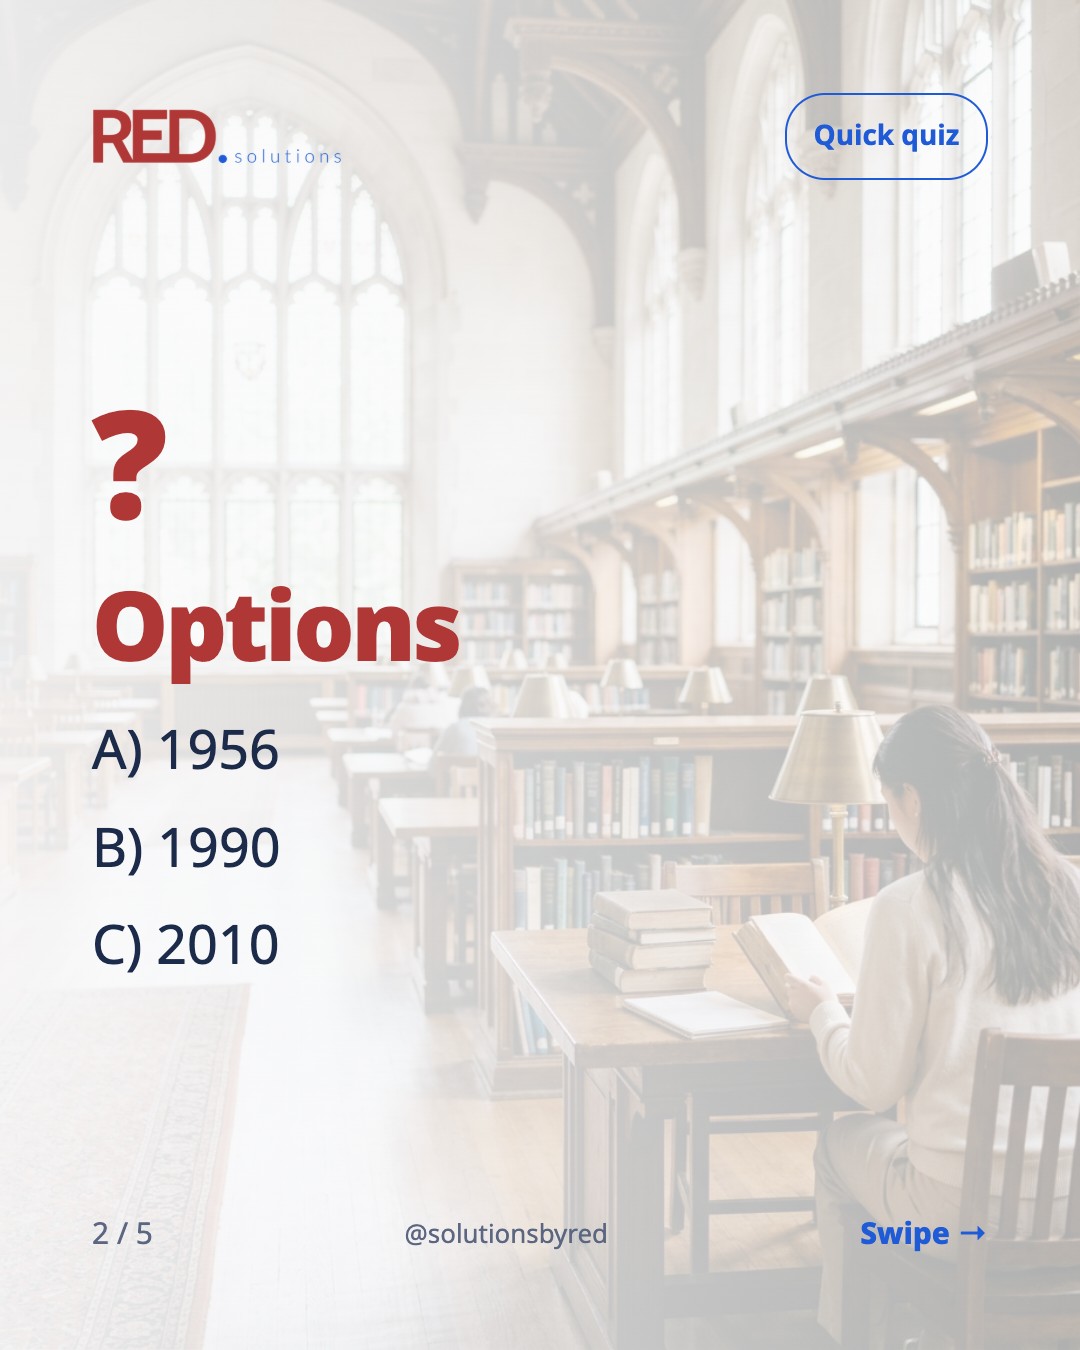 RED.solutions
Quick quiz
?
Options
A) 1956
B) 1990
C) 2010
2 / 5
@solutionsbyred
Swipe →